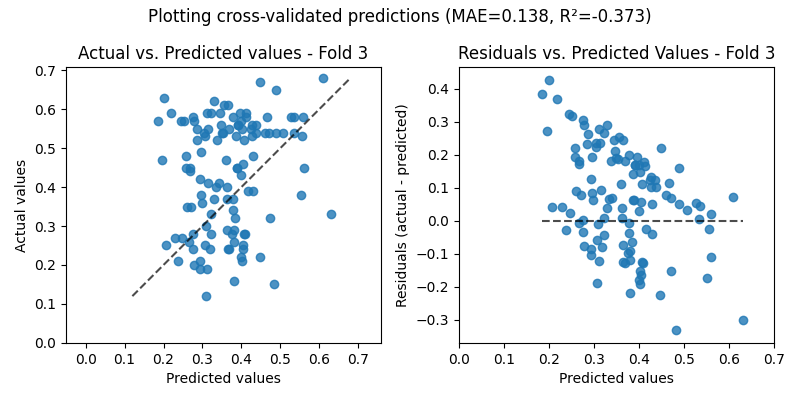 Plotting cross-validated predictions (MAE=0.138, R²=-0.373)
Actual vs. Predicted values - Fold 3
Residuals vs. Predicted Values - Fold 3
Actual values
0.7
0.6
0.5
0.4
0.3
0.2
0.1
0.0
0.0 0.1 0.2 0.3 0.4 0.5 0.6 0.7
Predicted values
Residuals (actual - predicted)
0.4
0.3
0.2
0.1
0.0
−0.1
−0.2
−0.3
0.0 0.1 0.2 0.3 0.4 0.5 0.6 0.7
Predicted values